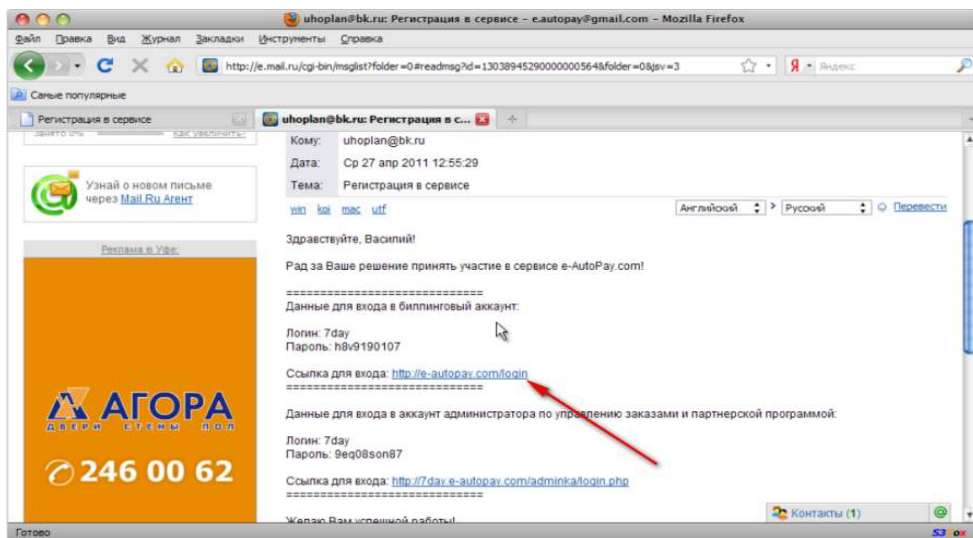 uhoplan@bk.ru: Регистрация в сервисе - e.autopay@gmail.com - Mozilla Firefox
Файл Правка Вид Журнал Закладки Инструменты Справка
http://e.mail.ru/cgi-bin/msglist?folder=0#readmsg?id=13038945290000000564&folder=0&jsv=3
Яндекс
Самые популярные
Регистрация в сервисе
uhoplan@bk.ru: Регистрация в с...
Занято 0%
Как увеличить?
Кому: uhoplan@bk.ru
Дата: Ср 27 апр 2011 12:55:29
Тема: Регистрация в сервисе
Узнай о новом письме
через Mail.Ru Агент
win koi mac utf
Английский > Русский Перевести
Реклама в Уфе:
Здравствуйте, Василий!
Рад за Ваше решение принять участие в сервисе e-AutoPay.com!
=============================
Данные для входа в биллинговый аккаунт:
Логин: 7day
Пароль: h8v9190107
Ссылка для входа: http://e-autopay.com/login
=============================
Данные для входа в аккаунт администратора по управлению заказами и партнерской программой:
Логин: 7day
Пароль: 9eq08son87
Ссылка для входа: http://7day.e-autopay.com/adminka/login.php
=============================
Желаю Вам успешной работы!
АГОРА
ДВЕРИ СТЕНЫ ПОЛ
246 00 62
Контакты (1)
@
Готово
S3Fox